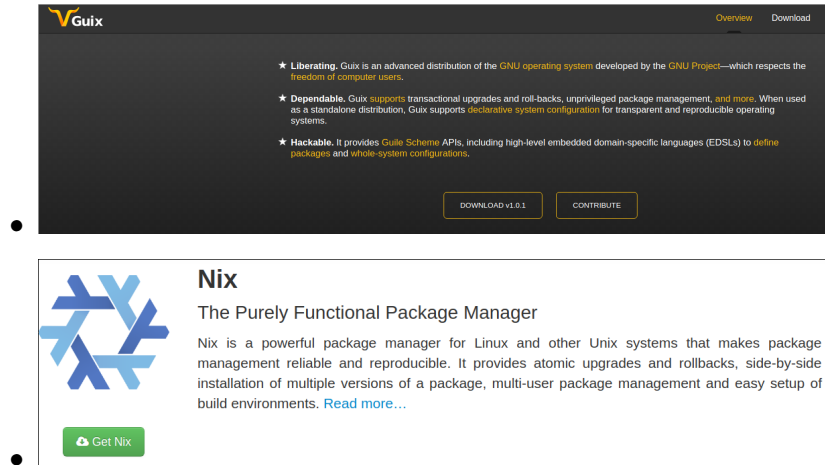 Guix
Overview Download
★ Liberating. Guix is an advanced distribution of the GNU operating system developed by the GNU Project—which respects the
freedom of computer users.
★ Dependable. Guix supports transactional upgrades and roll-backs, unprivileged package management, and more. When used
as a standalone distribution, Guix supports declarative system configuration for transparent and reproducible operating
systems.
★ Hackable. It provides Guile Scheme APIs, including high-level embedded domain-specific languages (EDSLs) to define
packages and whole-system configurations.
DOWNLOAD v1.0.1 CONTRIBUTE
Nix
The Purely Functional Package Manager
Nix is a powerful package manager for Linux and other Unix systems that makes package
management reliable and reproducible. It provides atomic upgrades and rollbacks, side-by-side
installation of multiple versions of a package, multi-user package management and easy setup of
build environments. Read more…
Get Nix